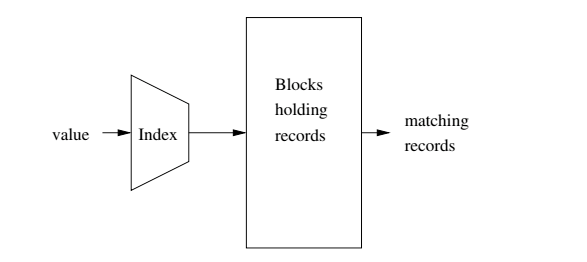 value
Index
Blocks
holding
records
matching
records